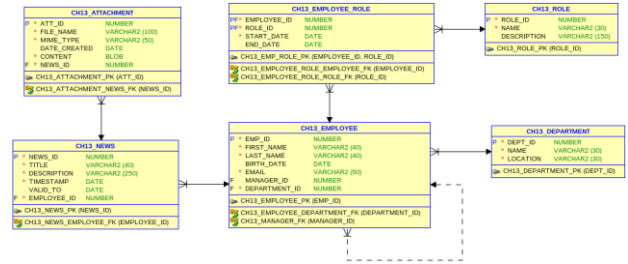 CH13_ATTACHMENT
P * ATT_ID NUMBER
* FILE_NAME VARCHAR2 (100)
* MIME_TYPE VARCHAR2 (50)
DATE_CREATED DATE
* CONTENT BLOB
F * NEWS_ID NUMBER
CH13_ATTACHMENT_PK (ATT_ID)
CH13_ATTACHMENT_NEWS_FK (NEWS_ID)
CH13_EMPLOYEE_ROLE
PF* EMPLOYEE_ID NUMBER
PF* ROLE_ID NUMBER
* START_DATE DATE
END_DATE DATE
CH13_EMP_ROLE_PK (EMPLOYEE_ID, ROLE_ID)
CH13_EMPLOYEE_ROLE_EMPLOYEE_FK (EMPLOYEE_ID)
CH13_EMPLOYEE_ROLE_ROLE_FK (ROLE_ID)
CH13_ROLE
P * ROLE_ID NUMBER
* NAME VARCHAR2 (30)
DESCRIPTION VARCHAR2 (150)
CH13_ROLE_PK (ROLE_ID)
CH13_NEWS
P * NEWS_ID NUMBER
* TITLE VARCHAR2 (40)
* DESCRIPTION VARCHAR2 (250)
* TIMESTAMP DATE
VALID_TO DATE
F * EMPLOYEE_ID NUMBER
CH13_NEWS_PK (NEWS_ID)
CH13_NEWS_EMPLOYEE_FK (EMPLOYEE_ID)
CH13_EMPLOYEE
P * EMP_ID NUMBER
* FIRST_NAME VARCHAR2 (40)
* LAST_NAME VARCHAR2 (40)
BIRTH_DATE DATE
* EMAIL VARCHAR2 (50)
F MANAGER_ID NUMBER
F * DEPARTMENT_ID NUMBER
CH13_EMPLOYEE_PK (EMP_ID)
CH13_EMPLOYEE_DEPARTMENT_FK (DEPARTMENT_ID)
CH13_MANAGER_FK (MANAGER_ID)
CH13_DEPARTMENT
P * DEPT_ID NUMBER
* NAME VARCHAR2 (30)
* LOCATION VARCHAR2 (30)
CH13_DEPARTMENT_PK (DEPT_ID)